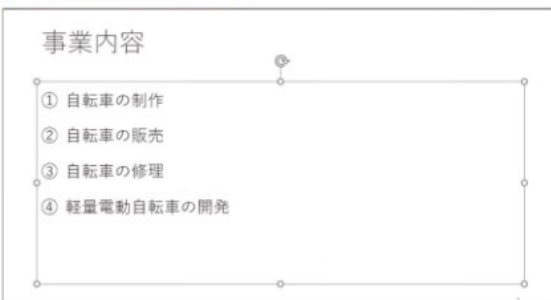 事業内容
① 自転車の制作
② 自転車の販売
③ 自転車の修理
④ 軽量電動自転車の開発